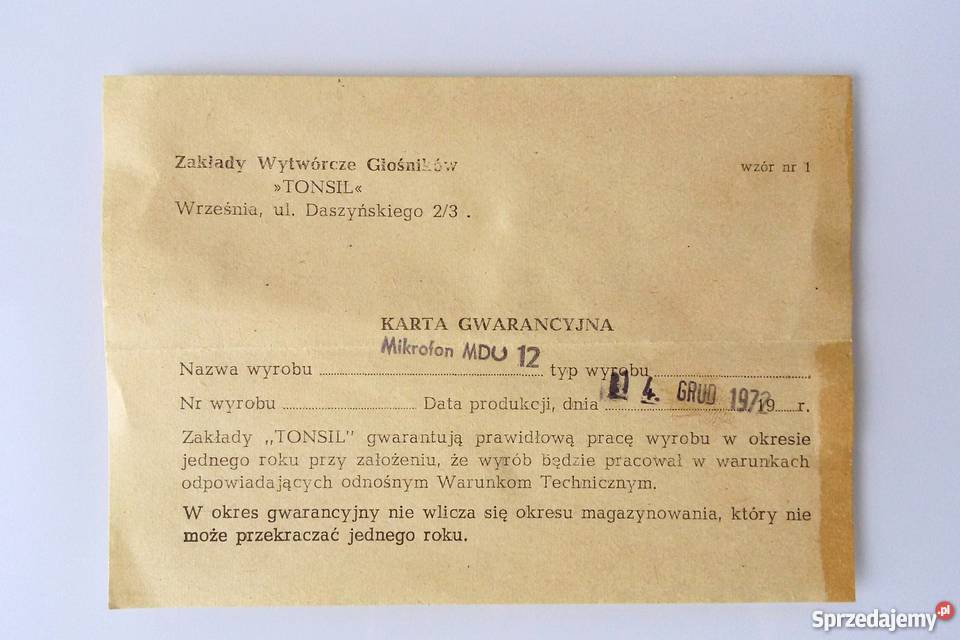 Zakłady Wytwórcze Głośników
»TONSIL«
Września, ul. Daszyńskiego 2/3 .
wzór nr 1
KARTA GWARANCYJNA
Mikrofon MDU 12
Nazwa wyrobu typ wyrobu
4. GRUD 1972
Nr wyrobu Data produkcji, dnia 19 r.
Zakłady „TONSIL" gwarantują prawidłową pracę wyrobu w okresie
jednego roku przy założeniu, że wyrób będzie pracował w warunkach
odpowiadających odnośnym Warunkom Technicznym.
W okres gwarancyjny nie wlicza się okresu magazynowania, który nie
może przekraczać jednego roku.
Sprzedajemy.pl